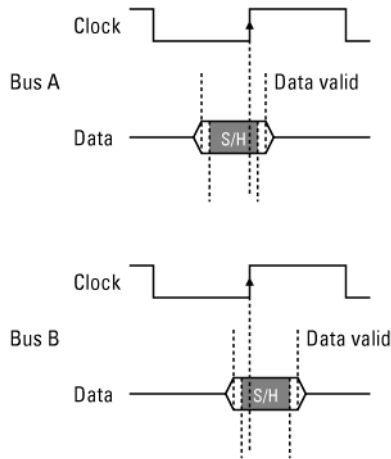 Clock
Bus A
Data valid
Data
S/H
Clock
Bus B
Data valid
Data
S/H